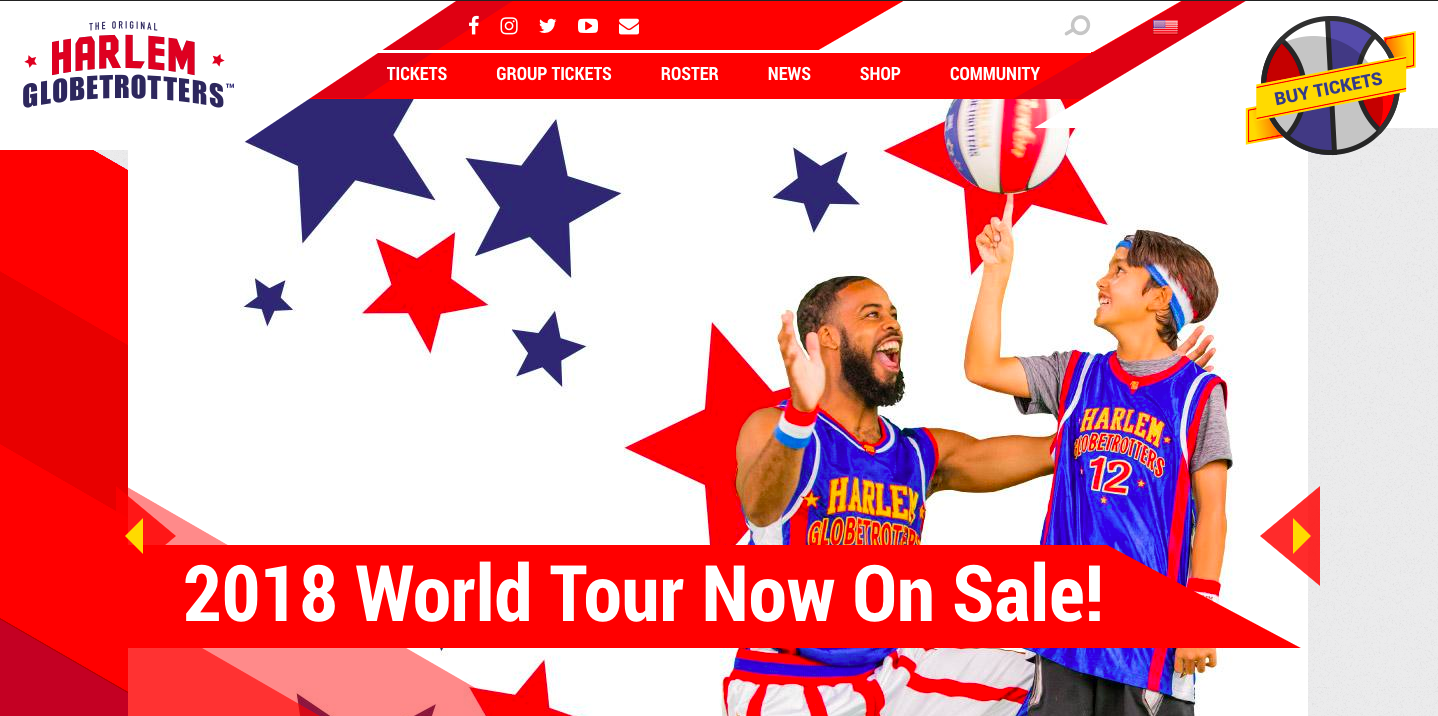 THE ORIGINAL
HARLEM
GLOBETROTTERS™
TICKETS GROUP TICKETS ROSTER NEWS SHOP COMMUNITY
BUY TICKETS
HARLEM
GLOBETROTTERS
12
HARLEM
GLOBETROTTERS
2018 World Tour Now On Sale!